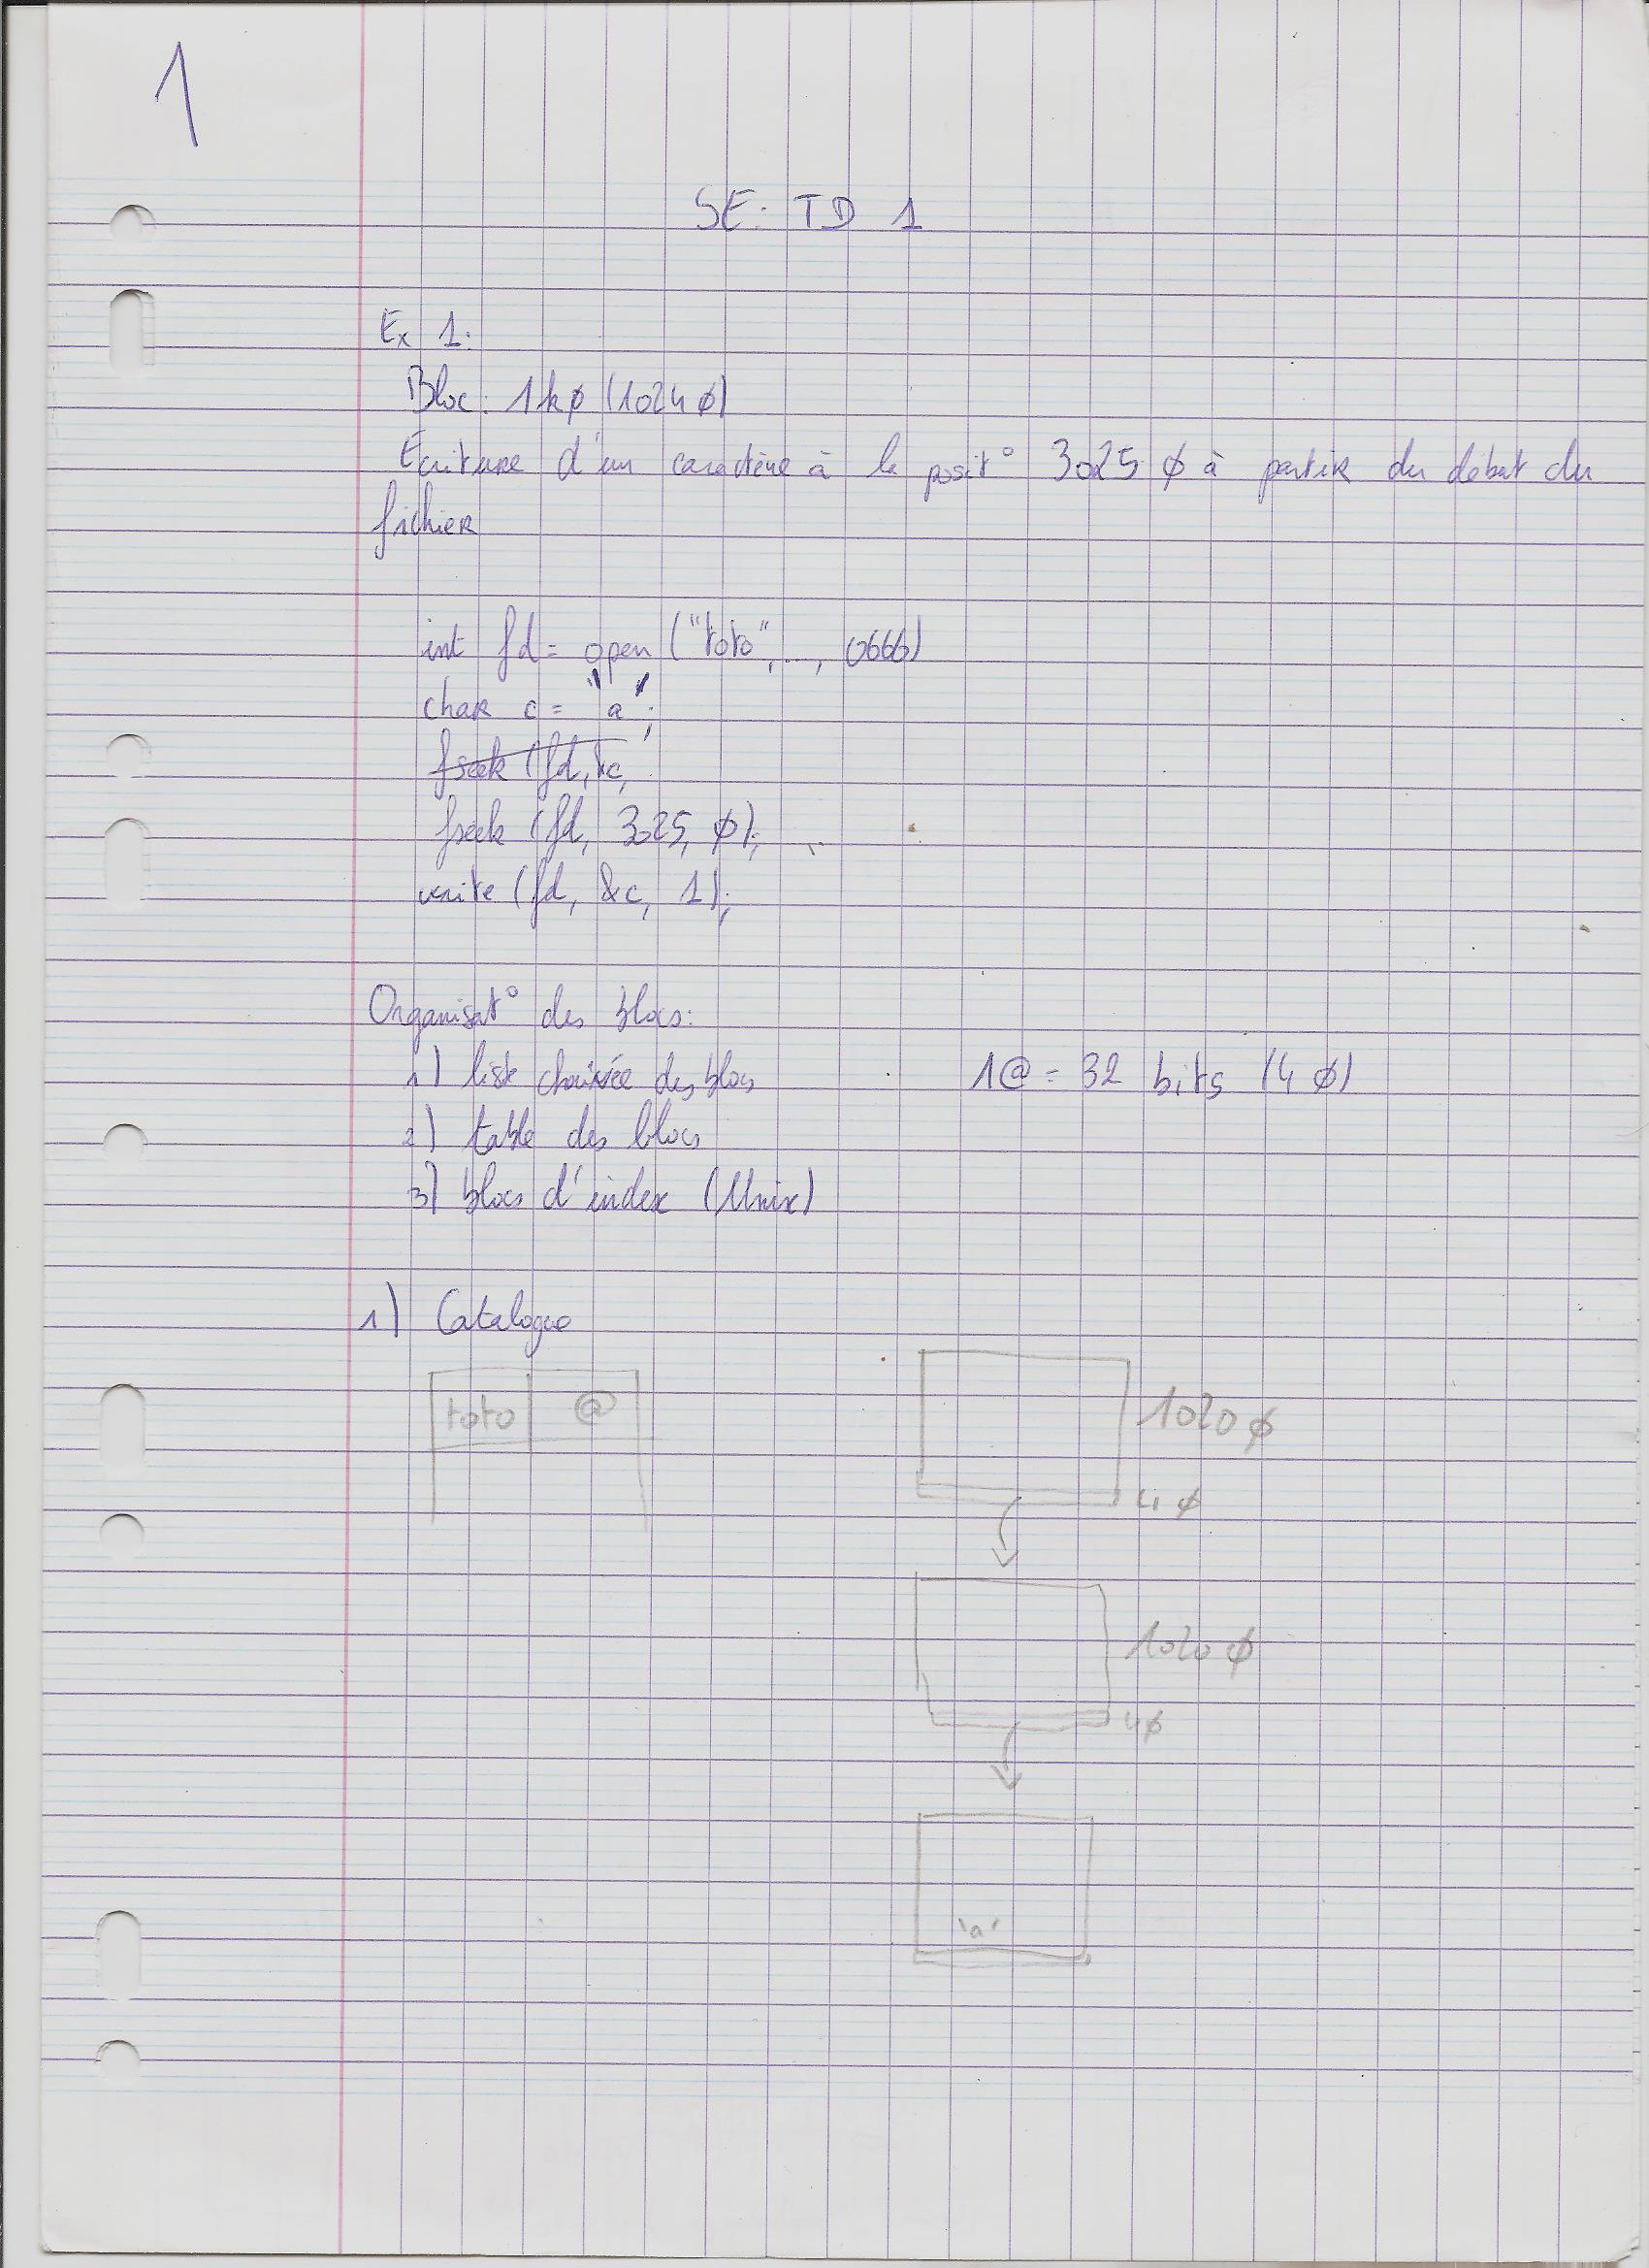 1
SE: TD 1
Ex 1:
Bloc: 1kø (1024 ø)
Ecriture d'un caractère à la posit° 3025 ø à partir du début du
fichier
int fd = open ("toto", ..., 0666)
char c = 'a';
fseek (fd, &c,
fseek (fd, 3025, ø);
write (fd, &c, 1);
Organisat° des blocs:
1) liste chaînée des blocs 1@ = 32 bits (4 ø)
2) table des blocs
3) blocs d'index (Unix)
1) Catalogue
toto @ 1020 ø
4 ø
1020 ø
4ø
'a'